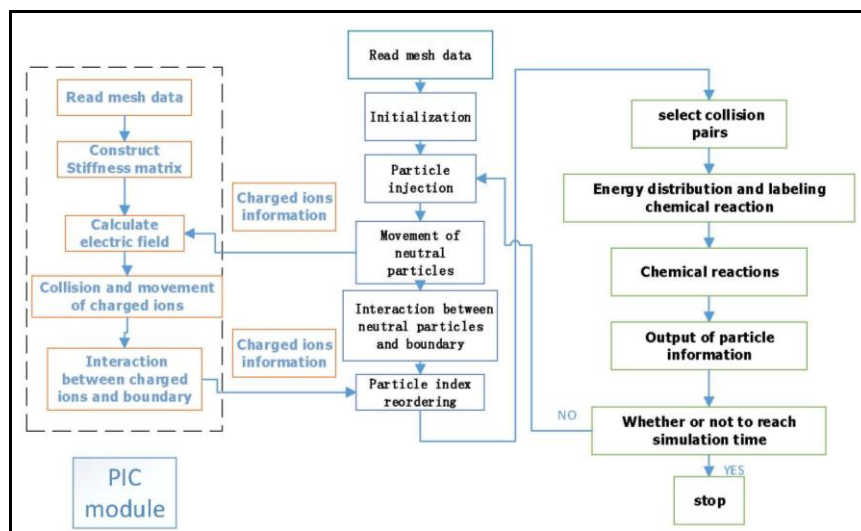 Read mesh data
Construct
Stiffness matrix
Calculate
electric field
Collision and movement
of charged ions
Interaction
between charged
ions and boundary
PIC
module
Charged ions
information
Charged ions
information
Read mesh data
Initialization
Particle
injection
Movement of
neutral
particles
Interaction between
neutral particles
and boundary
Particle index
reordering
select collision
pairs
Energy distribution and labeling
chemical reaction
Chemical reactions
Output of particle
information
NO
Whether or not to reach
simulation time
YES
stop